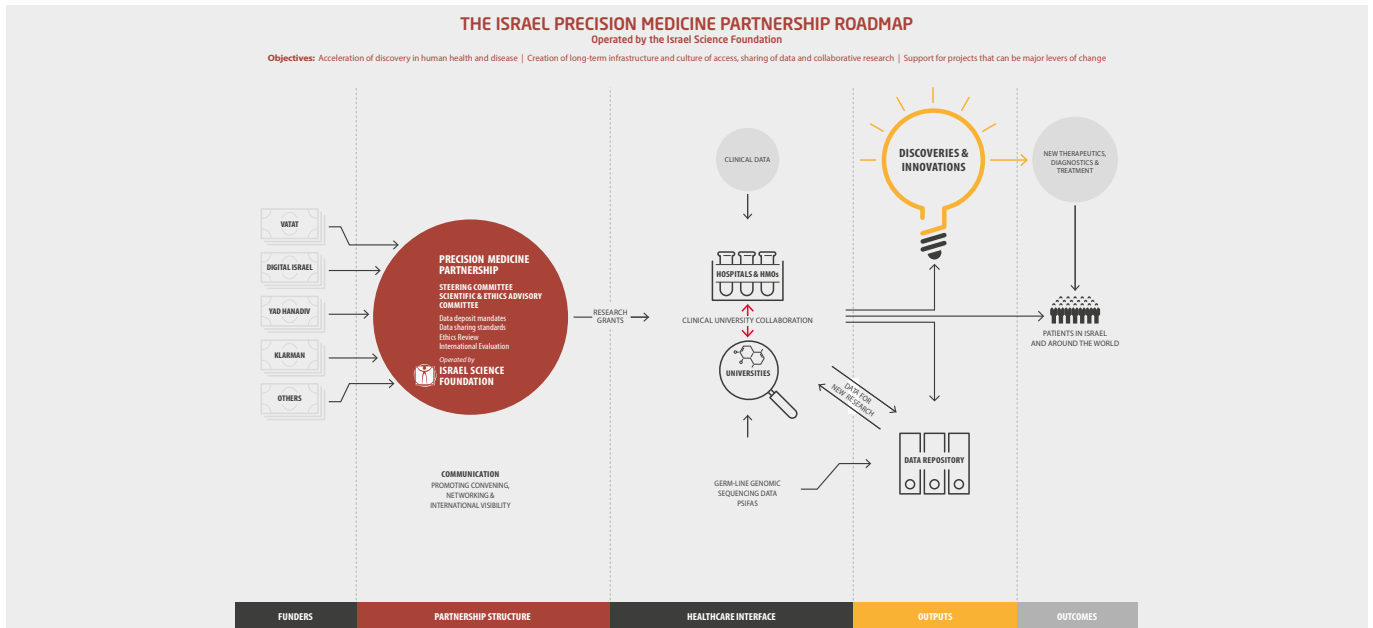 THE ISRAEL PRECISION MEDICINE PARTNERSHIP ROADMAP
Operated by the Israel Science Foundation
Objectives: Acceleration of discovery in human health and disease | Creation of long-term infrastructure and culture of access, sharing of data and collaborative research | Support for projects that can be major levers of change
VATAT
DIGITAL ISRAEL
YAD HANADIV
KLARMAN
OTHERS
PRECISION MEDICINE
PARTNERSHIP
STEERING COMMITTEE
SCIENTIFIC & ETHICS ADVISORY
COMMITTEE
Data deposit mandates
Data sharing standards
Ethics Review
International Evaluation
Operated by
ISRAEL SCIENCE
FOUNDATION
COMMUNICATION
PROMOTING CONVENING,
NETWORKING &
INTERNATIONAL VISIBILITY
RESEARCH
GRANTS
CLINICAL DATA
HOSPITALS & HMOs
CLINICAL UNIVERSITY COLLABORATION
UNIVERSITIES
GERM-LINE GENOMIC
SEQUENCING DATA
PSIFAS
DATA FOR
NEW RESEARCH
DISCOVERIES &
INNOVATIONS
DATA REPOSITORY
NEW THERAPEUTICS,
DIAGNOSTICS &
TREATMENT
PATIENTS IN ISRAEL
AND AROUND THE WORLD
FUNDERS
PARTNERSHIP STRUCTURE
HEALTHCARE INTERFACE
OUTPUTS
OUTCOMES